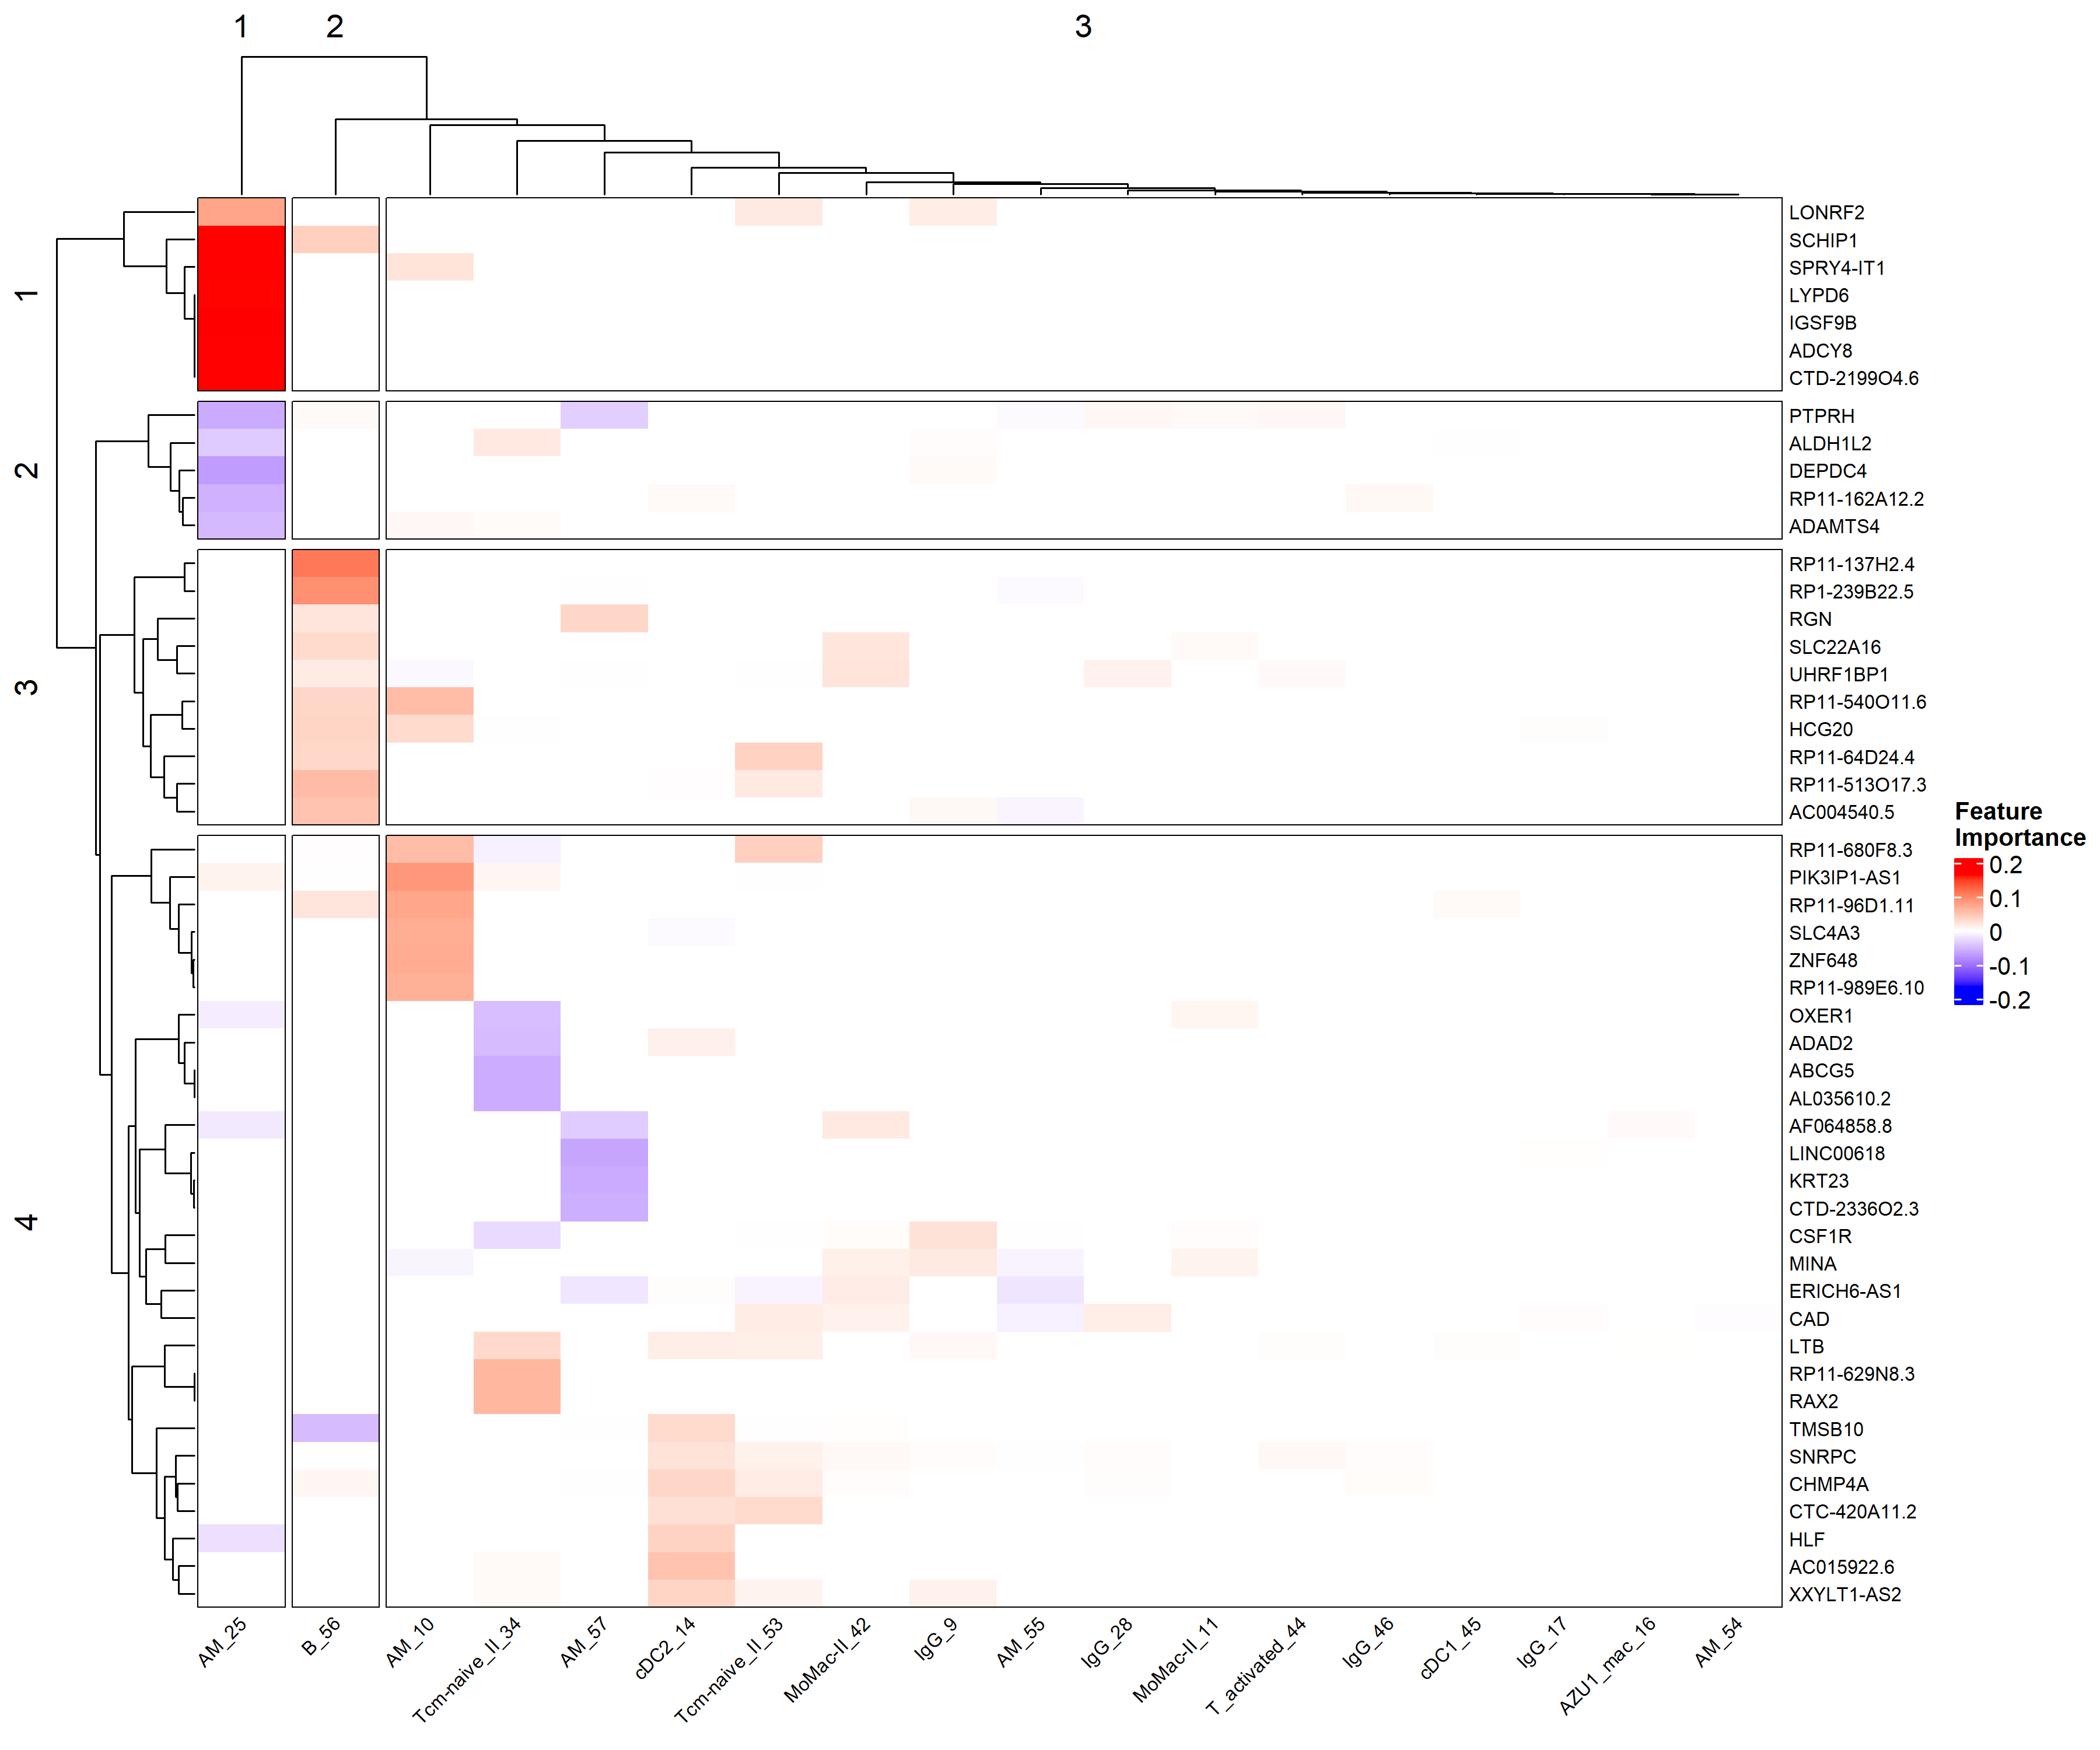 1
2
3
1
2
3
4
LONRF2
SCHIP1
SPRY4-IT1
LYPD6
IGSF9B
ADCY8
CTD-2199O4.6
PTPRH
ALDH1L2
DEPDC4
RP11-162A12.2
ADAMTS4
RP11-137H2.4
RP1-239B22.5
RGN
SLC22A16
UHRF1BP1
RP11-540O11.6
HCG20
RP11-64D24.4
RP11-513O17.3
AC004540.5
RP11-680F8.3
PIK3IP1-AS1
RP11-96D1.11
SLC4A3
ZNF648
RP11-989E6.10
OXER1
ADAD2
ABCG5
AL035610.2
AF064858.8
LINC00618
KRT23
CTD-2336O2.3
CSF1R
MINA
ERICH6-AS1
CAD
LTB
RP11-629N8.3
RAX2
TMSB10
SNRPC
CHMP4A
CTC-420A11.2
HLF
AC015922.6
XXYLT1-AS2
Feature
Importance
0.2
0.1
0
-0.1
-0.2
AM_25
B_56
AM_10
Tcm-naive_II_34
AM_57
cDC2_14
Tcm-naive_II_53
MoMac-II_42
IgG_9
AM_55
IgG_28
MoMac-II_11
T_activated_44
IgG_46
cDC1_45
IgG_17
AZU1_mac_16
AM_54